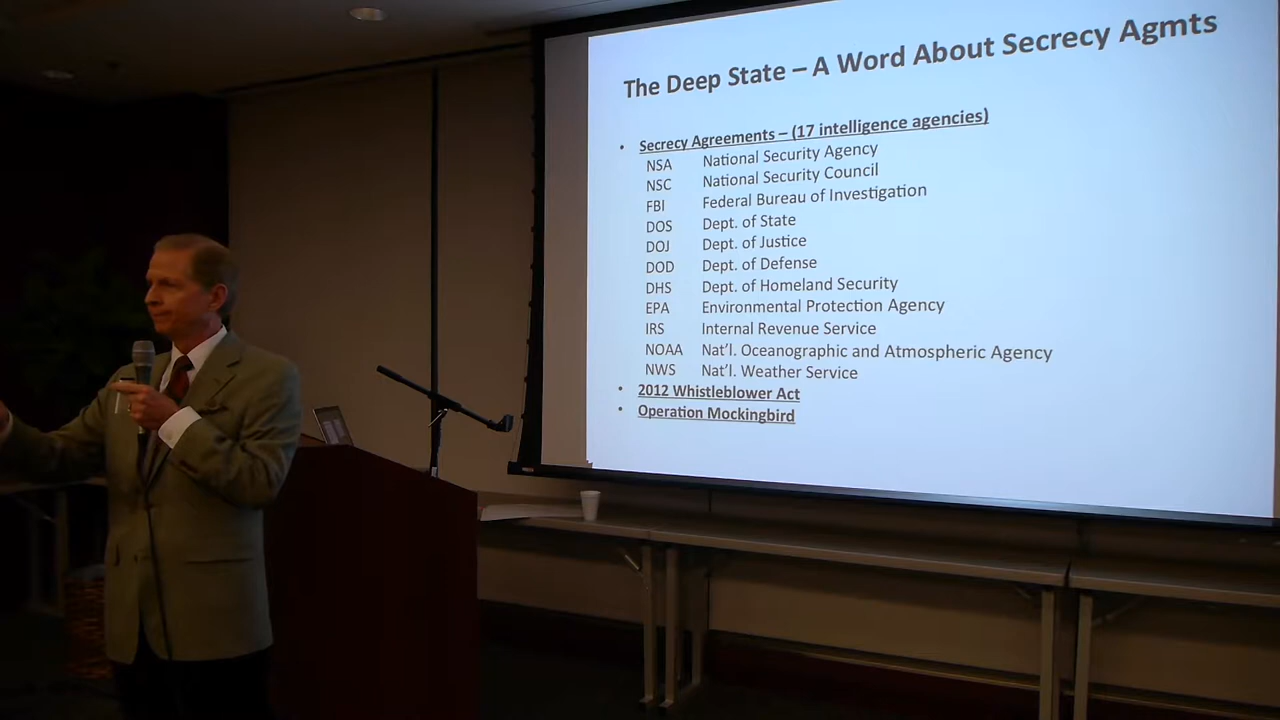 The Deep State – A Word About Secrecy Agmts
• Secrecy Agreements – (17 intelligence agencies)
NSA National Security Agency
NSC National Security Council
FBI Federal Bureau of Investigation
DOS Dept. of State
DOJ Dept. of Justice
DOD Dept. of Defense
DHS Dept. of Homeland Security
EPA Environmental Protection Agency
IRS Internal Revenue Service
NOAA Nat'l. Oceanographic and Atmospheric Agency
NWS Nat'l. Weather Service
• 2012 Whistleblower Act
• Operation Mockingbird